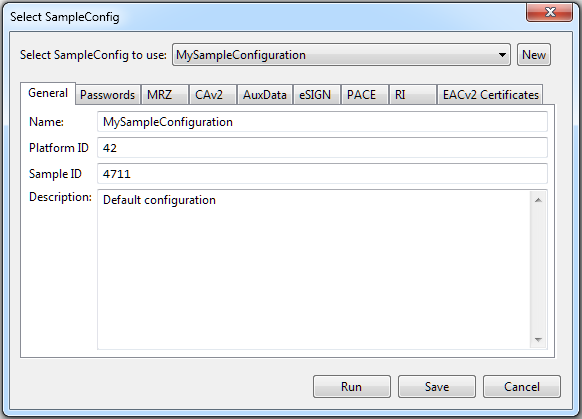 Select SampleConfig
Select SampleConfig to use: MySampleConfiguration New
General Passwords MRZ CAv2 AuxData eSIGN PACE RI EACv2 Certificates
Name: MySampleConfiguration
Platform ID 42
Sample ID 4711
Description: Default configuration
Run Save Cancel